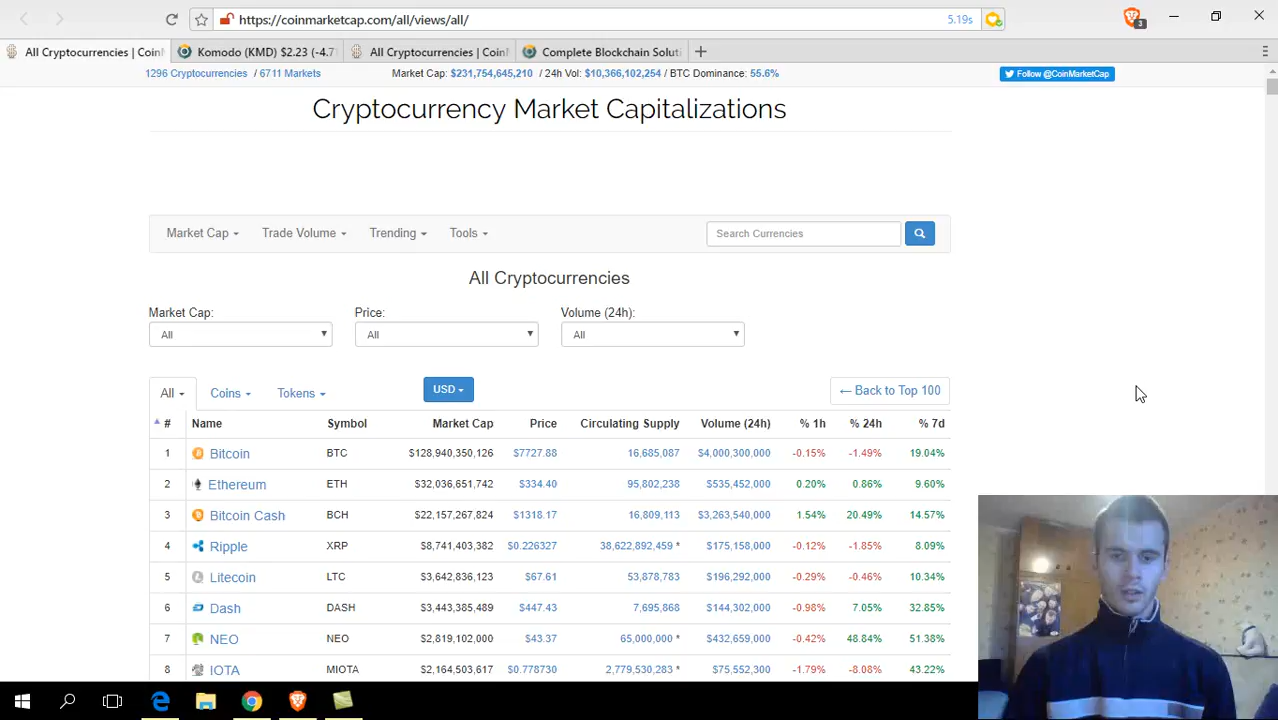 https://coinmarketcap.com/all/views/all/ 5.19s 3
All Cryptocurrencies | Coin Komodo (KMD) $2.23 (-4.7 All Cryptocurrencies | Coin Complete Blockchain Soluti
1296 Cryptocurrencies / 6711 Markets Market Cap: $231,754,645,210 / 24h Vol: $10,366,102,254 / BTC Dominance: 55.6% Follow @CoinMarketCap
Cryptocurrency Market Capitalizations
Market Cap Trade Volume Trending Tools Search Currencies
All Cryptocurrencies
Market Cap: Price: Volume (24h):
All All All
All Coins Tokens USD ← Back to Top 100
# Name Symbol Market Cap Price Circulating Supply Volume (24h) % 1h % 24h % 7d
1 Bitcoin BTC $128,940,350,126 $7727.88 16,685,087 $4,000,300,000 -0.15% -1.49% 19.04%
2 Ethereum ETH $32,036,651,742 $334.40 95,802,238 $535,452,000 0.20% 0.86% 9.60%
3 Bitcoin Cash BCH $22,157,267,824 $1318.17 16,809,113 $3,263,540,000 1.54% 20.49% 14.57%
4 Ripple XRP $8,741,403,382 $0.226327 38,622,892,459 * $175,158,000 -0.12% -1.85% 8.09%
5 Litecoin LTC $3,642,836,123 $67.61 53,878,783 $196,292,000 -0.29% -0.46% 10.34%
6 Dash DASH $3,443,385,489 $447.43 7,695,868 $144,302,000 -0.98% 7.05% 32.85%
7 NEO NEO $2,819,102,000 $43.37 65,000,000 * $432,659,000 -0.42% 48.84% 51.38%
8 IOTA MIOTA $2,164,503,617 $0.778730 2,779,530,283 * $75,552,300 -1.79% -8.08% 43.22%